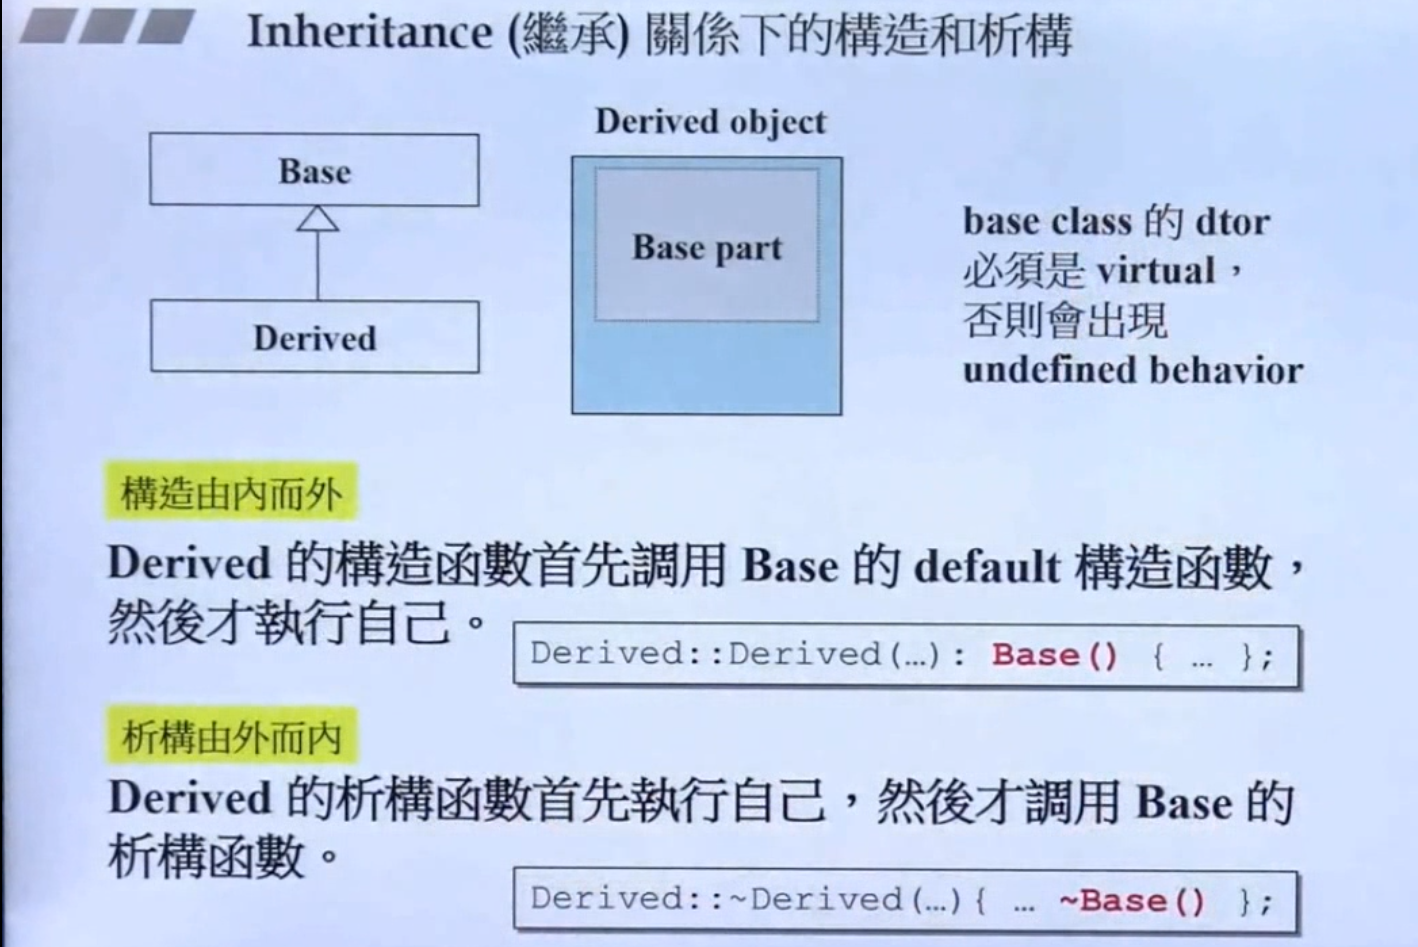 Inheritance (繼承) 關係下的構造和析構
Base
Derived
Derived object
Base part
base class 的 dtor
必須是 virtual，
否則會出現
undefined behavior
構造由內而外
Derived 的構造函數首先調用 Base 的 default 構造函數，
然後才執行自己。
Derived::Derived(…): Base() { … };
析構由外而內
Derived 的析構函數首先執行自己，然後才調用 Base 的
析構函數。
Derived::~Derived(…){ … ~Base() };